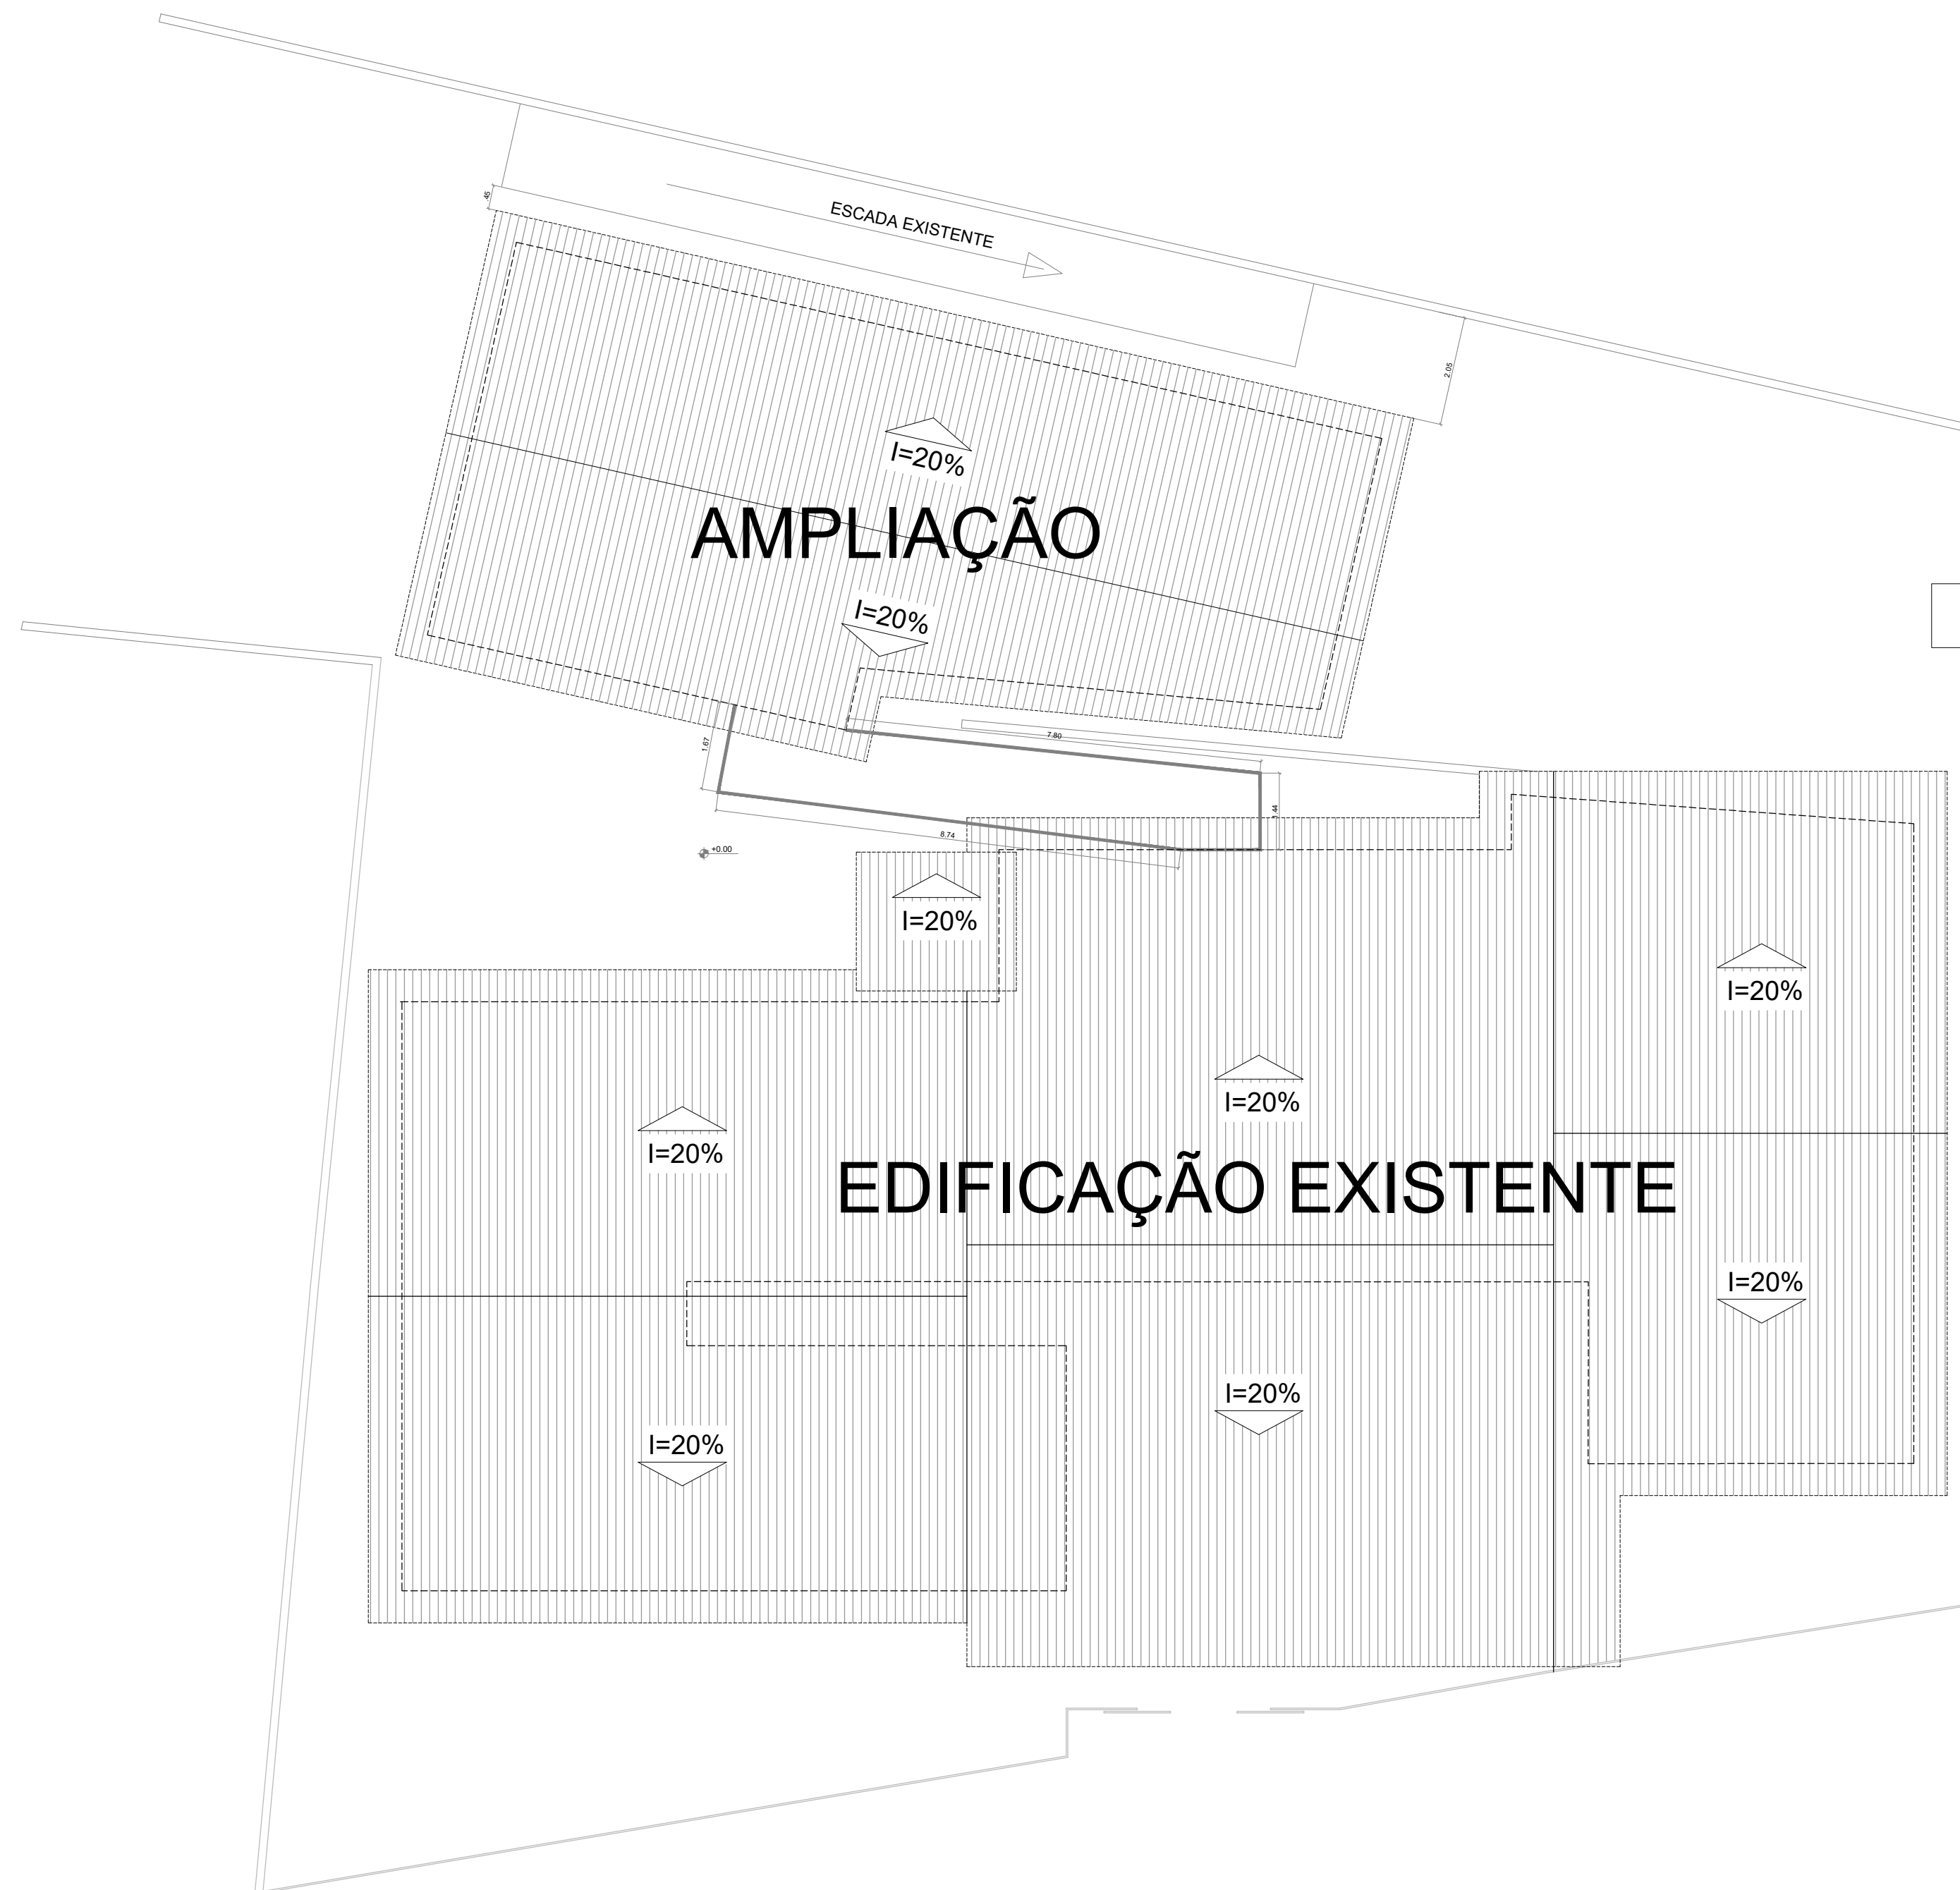 ESCADA EXISTENTE
.45
2.05
I=20%
AMPLIAÇÃO
I=20%
1.67
7.80
1.44
8.74
+0.00
I=20%
I=20%
I=20%
I=20%
EDIFICAÇÃO EXISTENTE
I=20%
I=20%
I=20%